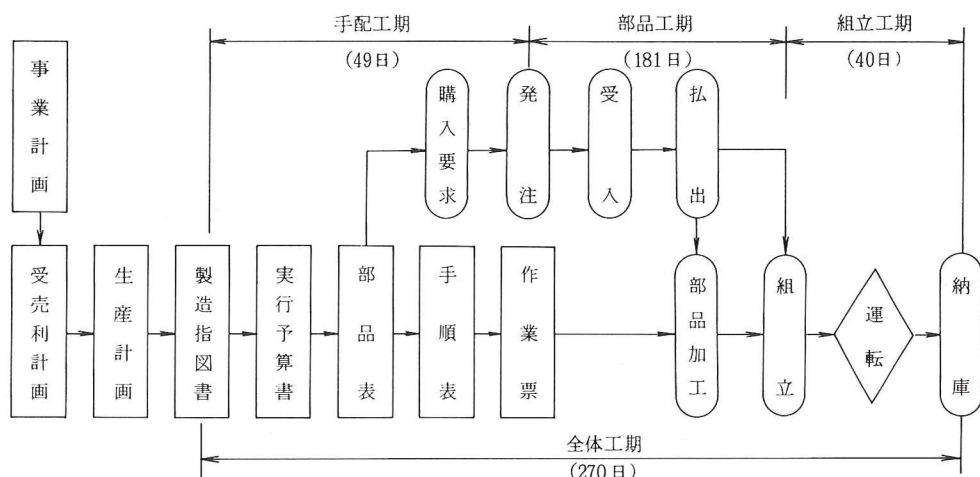 手配工期
部品工期
組立工期
(49日)
(181日)
(40日)
事業計画
購入要求
発注
受入
払出
受売利計画
生産計画
製造指図書
実行予算書
部品表
手順表
作業票
部品加工
組立
運転
納庫
全体工期
(270日)